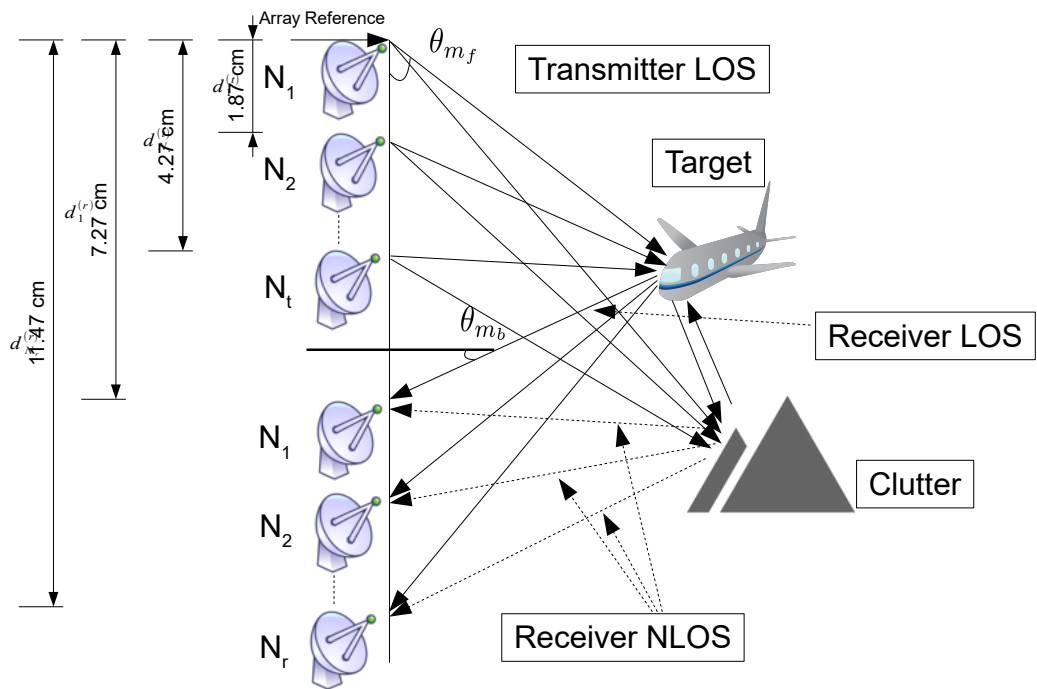 Array Reference
θ_{m_f}
Transmitter LOS
N_1
1.87 cm
N_2
4.27 cm
Target
d_1^{(r)}
7.27 cm
N_t
θ_{m_b}
Receiver LOS
11.47 cm
N_1
Clutter
N_2
Receiver NLOS
N_r